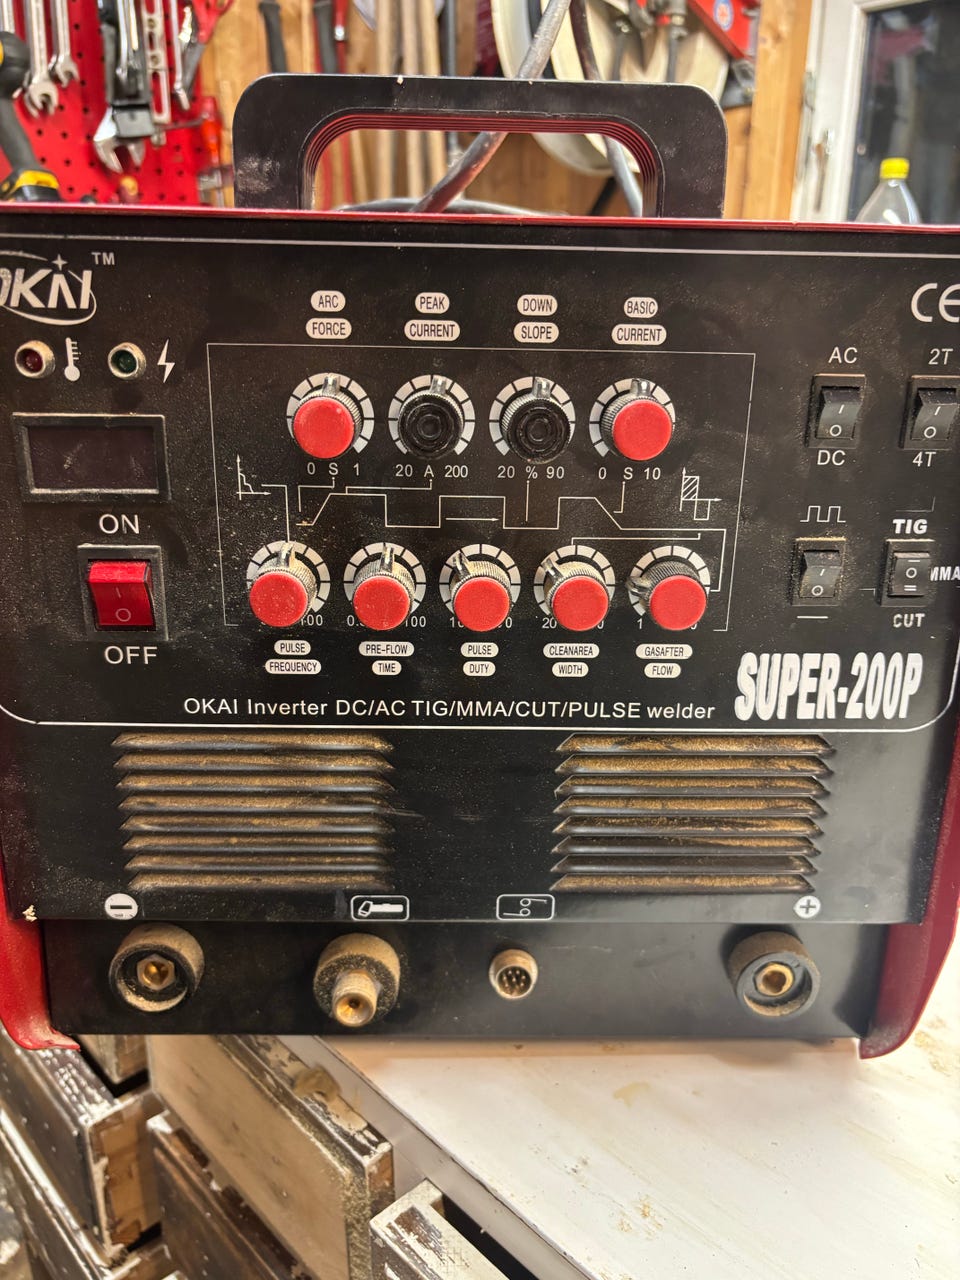 OKAI TM
CE
ARC FORCE
PEAK CURRENT
DOWN SLOPE
BASIC CURRENT
0 S 1
20 A 200
20 % 90
0 S 10
AC
DC
2T
4T
ON
OFF
TIG
MMA
CUT
PULSE FREQUENCY
PRE-FLOW TIME
PULSE DUTY
CLEANAREA WIDTH
GASAFTER FLOW
OKAI Inverter DC/AC TIG/MMA/CUT/PULSE welder
SUPER-200P